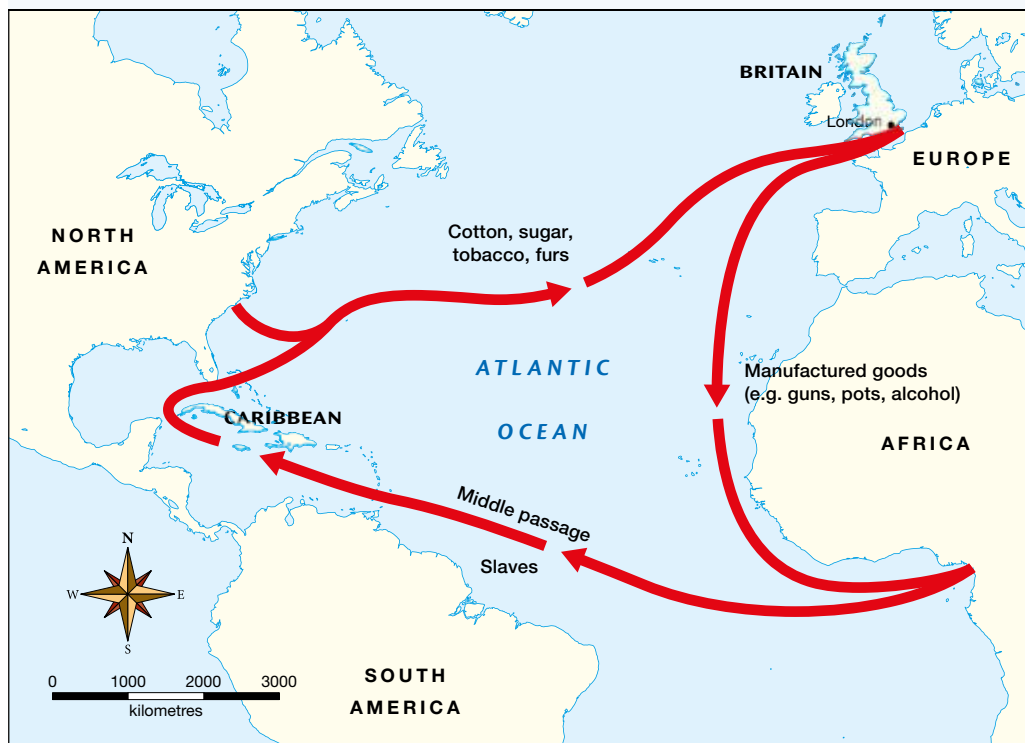 BRITAIN
London
EUROPE
NORTH
AMERICA
Cotton, sugar,
tobacco, furs
ATLANTIC
OCEAN
Manufactured goods
(e.g. guns, pots, alcohol)
CARIBBEAN
AFRICA
Middle passage
Slaves
N
W
E
S
0 1000 2000 3000
kilometres
SOUTH
AMERICA